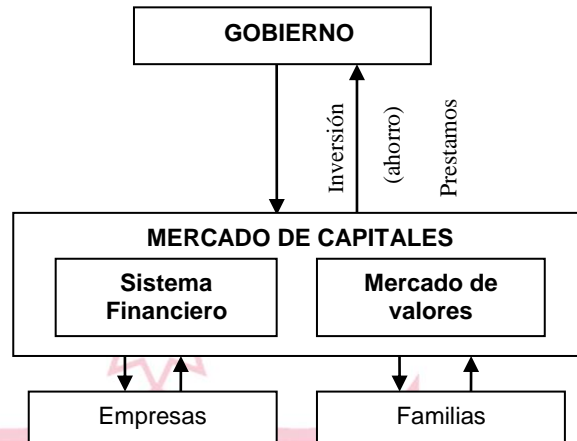 GOBIERNO
Inversión
(ahorro)
Prestamos
MERCADO DE CAPITALES
Sistema
Financiero
Mercado de
valores
Empresas
Familias